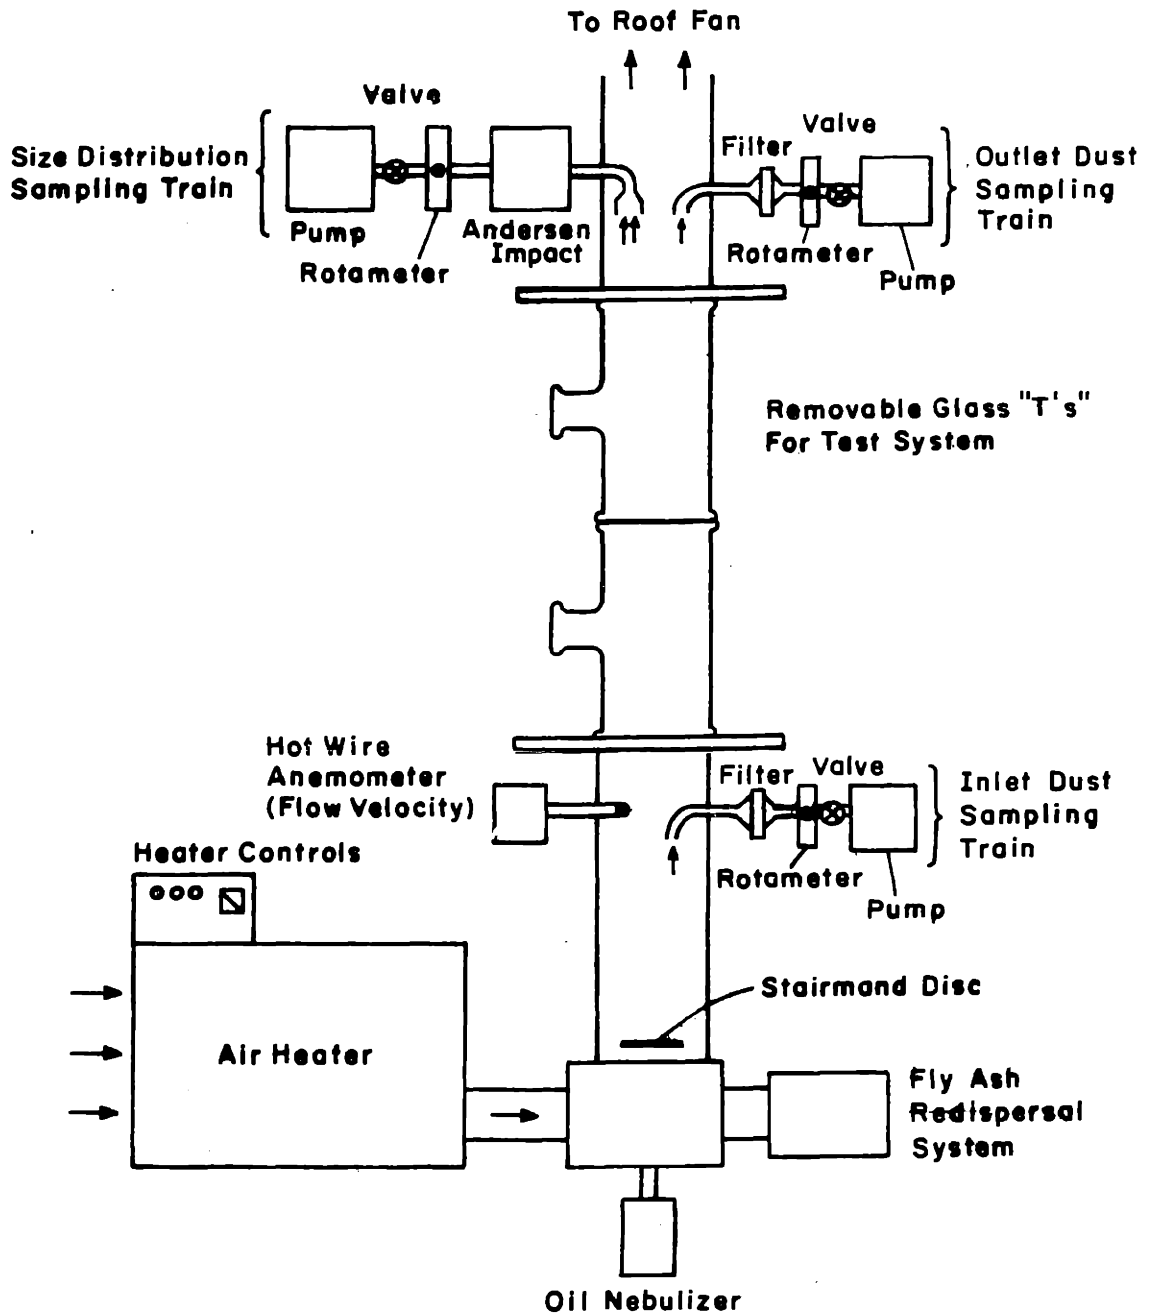 To Roof Fan
Valve
Size Distribution
Sampling Train
Pump
Rotameter
Andersen
Impact
Filter
Valve
Outlet Dust
Sampling
Train
Rotameter
Pump
Removable Glass "T's"
For Test System
Hot Wire
Anemometer
(Flow Velocity)
Filter
Valve
Inlet Dust
Sampling
Train
Rotameter
Pump
Heater Controls
Stairmand Disc
Air Heater
Fly Ash
Redispersal
System
Oil Nebulizer